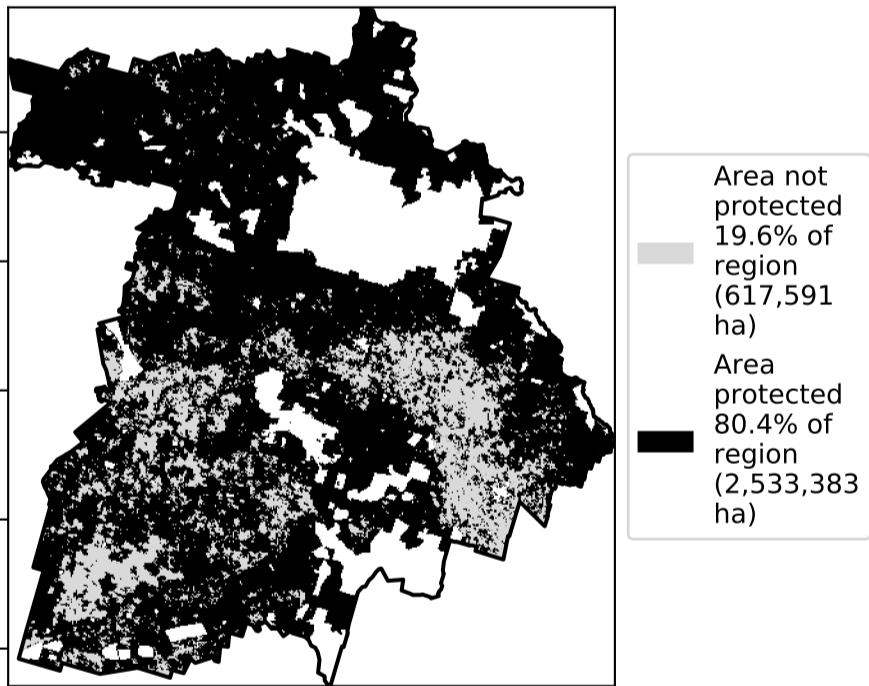 Area not
protected
19.6% of
region
(617,591
ha)
Area
protected
80.4% of
region
(2,533,383
ha)